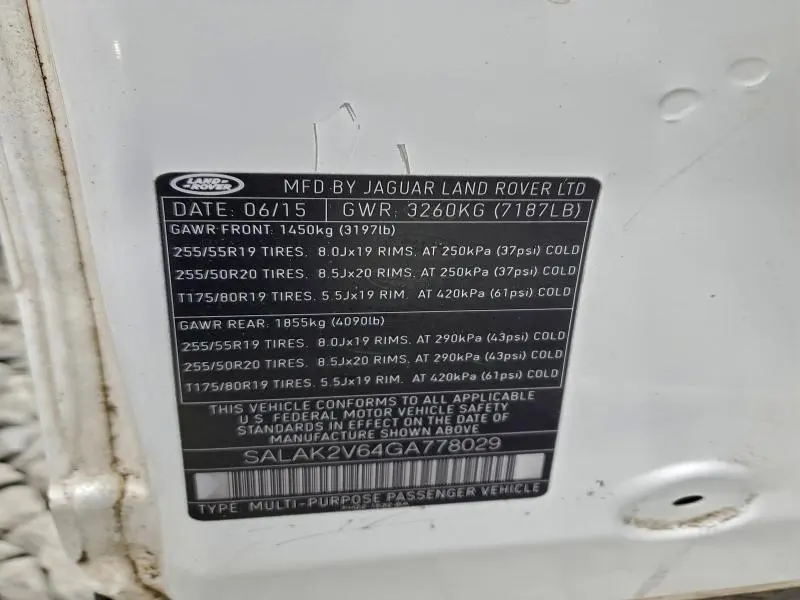 LAND ROVER
MFD BY JAGUAR LAND ROVER LTD
DATE: 06/15 GWR: 3260KG (7187LB)
GAWR FRONT: 1450kg (3197lb)
255/55R19 TIRES. 8.0Jx19 RIMS. AT 250kPa (37psi) COLD
255/50R20 TIRES. 8.5Jx20 RIMS. AT 250kPa (37psi) COLD
T175/80R19 TIRES. 5.5Jx19 RIM. AT 420kPa (61psi) COLD
GAWR REAR: 1855kg (4090lb)
255/55R19 TIRES. 8.0Jx19 RIMS. AT 290kPa (43psi) COLD
255/50R20 TIRES. 8.5Jx20 RIMS. AT 290kPa (43psi) COLD
T175/80R19 TIRES. 5.5Jx19 RIM. AT 420kPa (61psi) COLD
THIS VEHICLE CONFORMS TO ALL APPLICABLE
U.S. FEDERAL MOTOR VEHICLE SAFETY
STANDARDS IN EFFECT ON THE DATE OF
MANUFACTURE SHOWN
SALAK2V64GA778029
TYPE: MULTI-PURPOSE PASSENGER VEHICLE